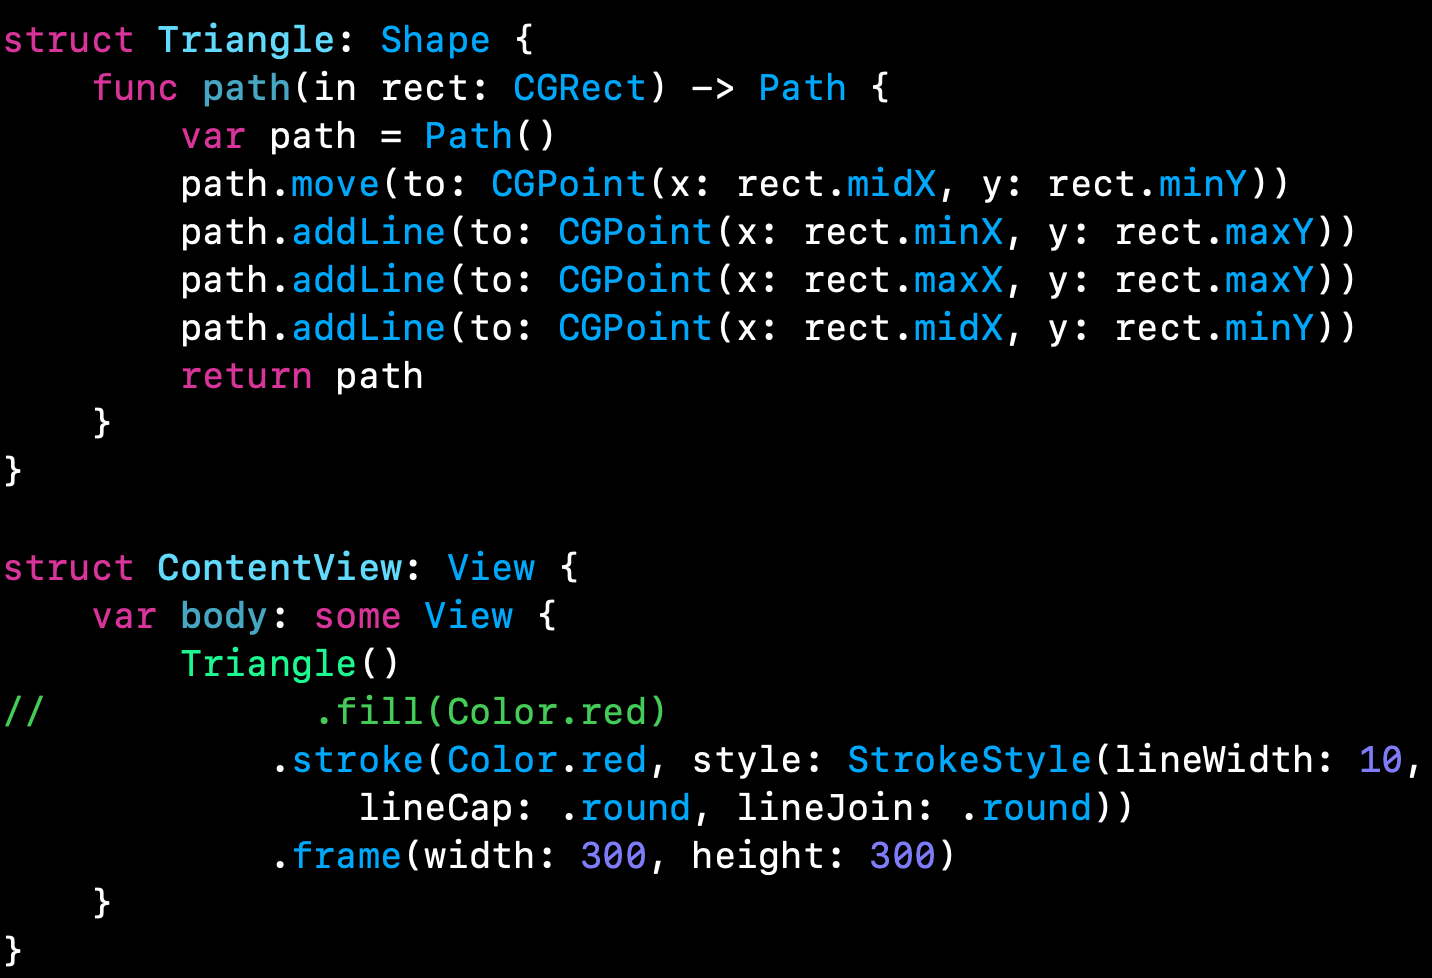 struct Triangle: Shape {
    func path(in rect: CGRect) -> Path {
        var path = Path()
        path.move(to: CGPoint(x: rect.midX, y: rect.minY))
        path.addLine(to: CGPoint(x: rect.minX, y: rect.maxY))
        path.addLine(to: CGPoint(x: rect.maxX, y: rect.maxY))
        path.addLine(to: CGPoint(x: rect.midX, y: rect.minY))
        return path
    }
}

struct ContentView: View {
    var body: some View {
        Triangle()
//            .fill(Color.red)
            .stroke(Color.red, style: StrokeStyle(lineWidth: 10,
                lineCap: .round, lineJoin: .round))
            .frame(width: 300, height: 300)
    }
}